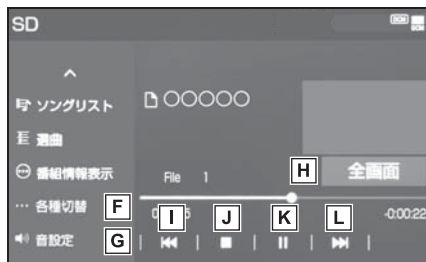 SD
ソングリスト
〇〇〇〇〇
選曲
番組情報表示
File 1
H 全画面
各種切替 F
I J K L
-0:00:22
音設定 G